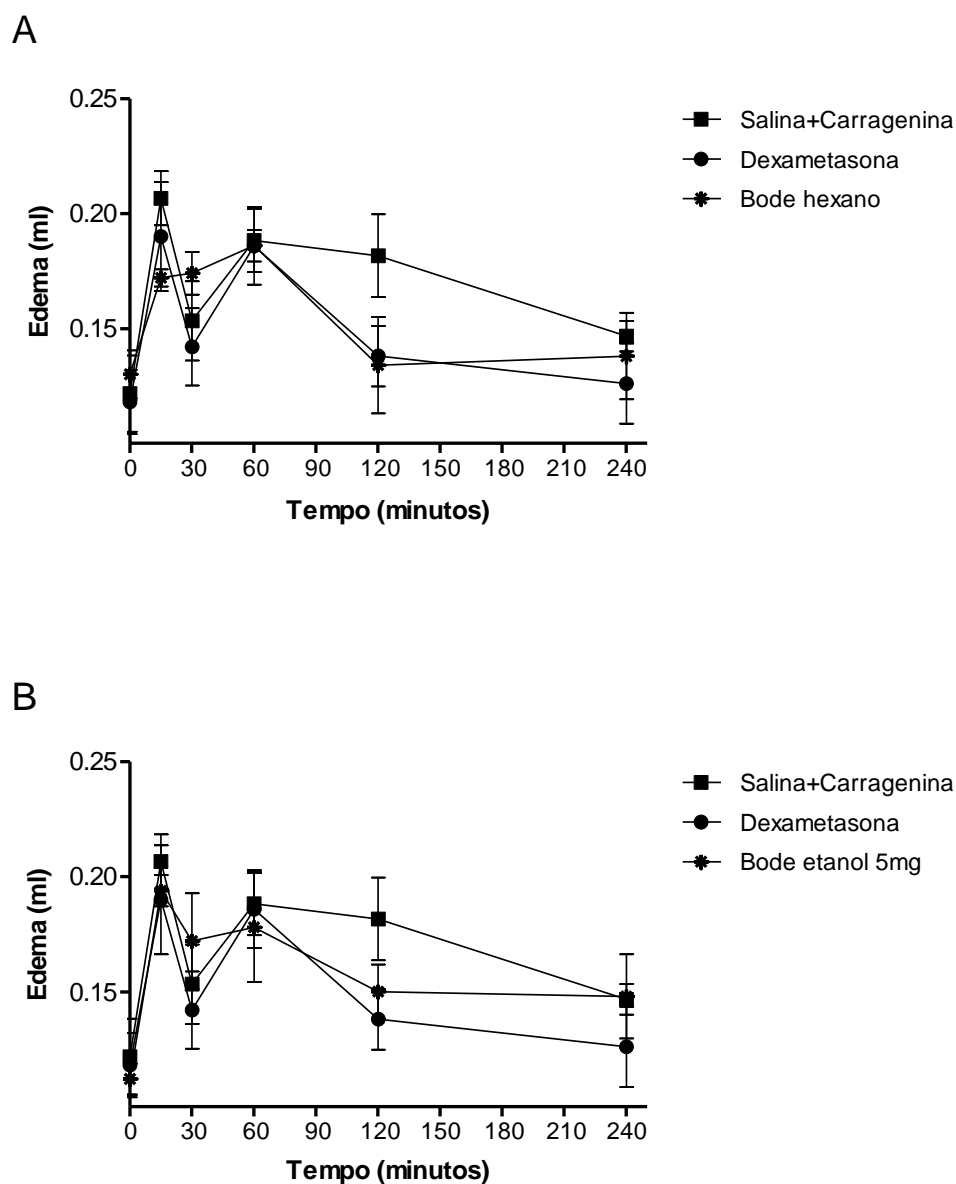 A
0.25
0.20
0.15
Edema (ml)
0 30 60 90 120 150 180 210 240
Tempo (minutos)
Salina+Carragenina
Dexametasona
Bode hexano
B
0.25
0.20
0.15
Edema (ml)
0 30 60 90 120 150 180 210 240
Tempo (minutos)
Salina+Carragenina
Dexametasona
Bode etanol 5mg